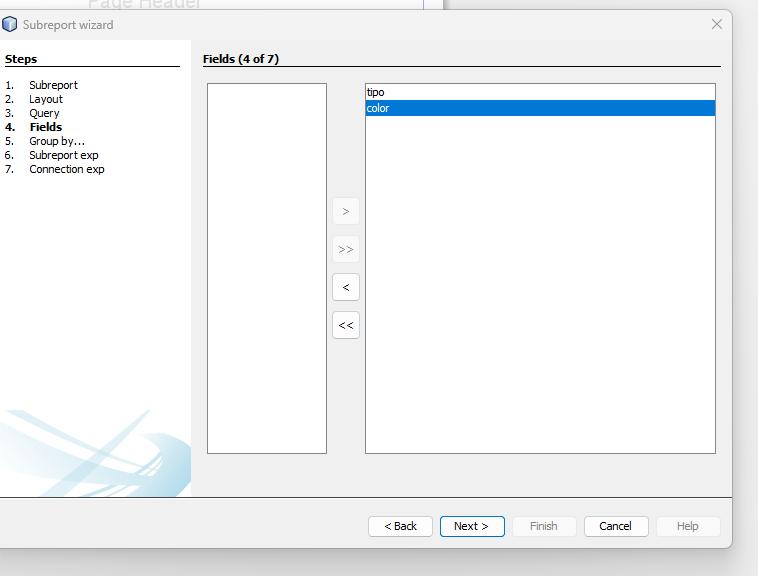 Page Header
Subreport wizard
Steps
1. Subreport
2. Layout
3. Query
4. Fields
5. Group by...
6. Subreport exp
7. Connection exp
Fields (4 of 7)
tipo
color
>
>>
<
<<
< Back
Next >
Finish
Cancel
Help